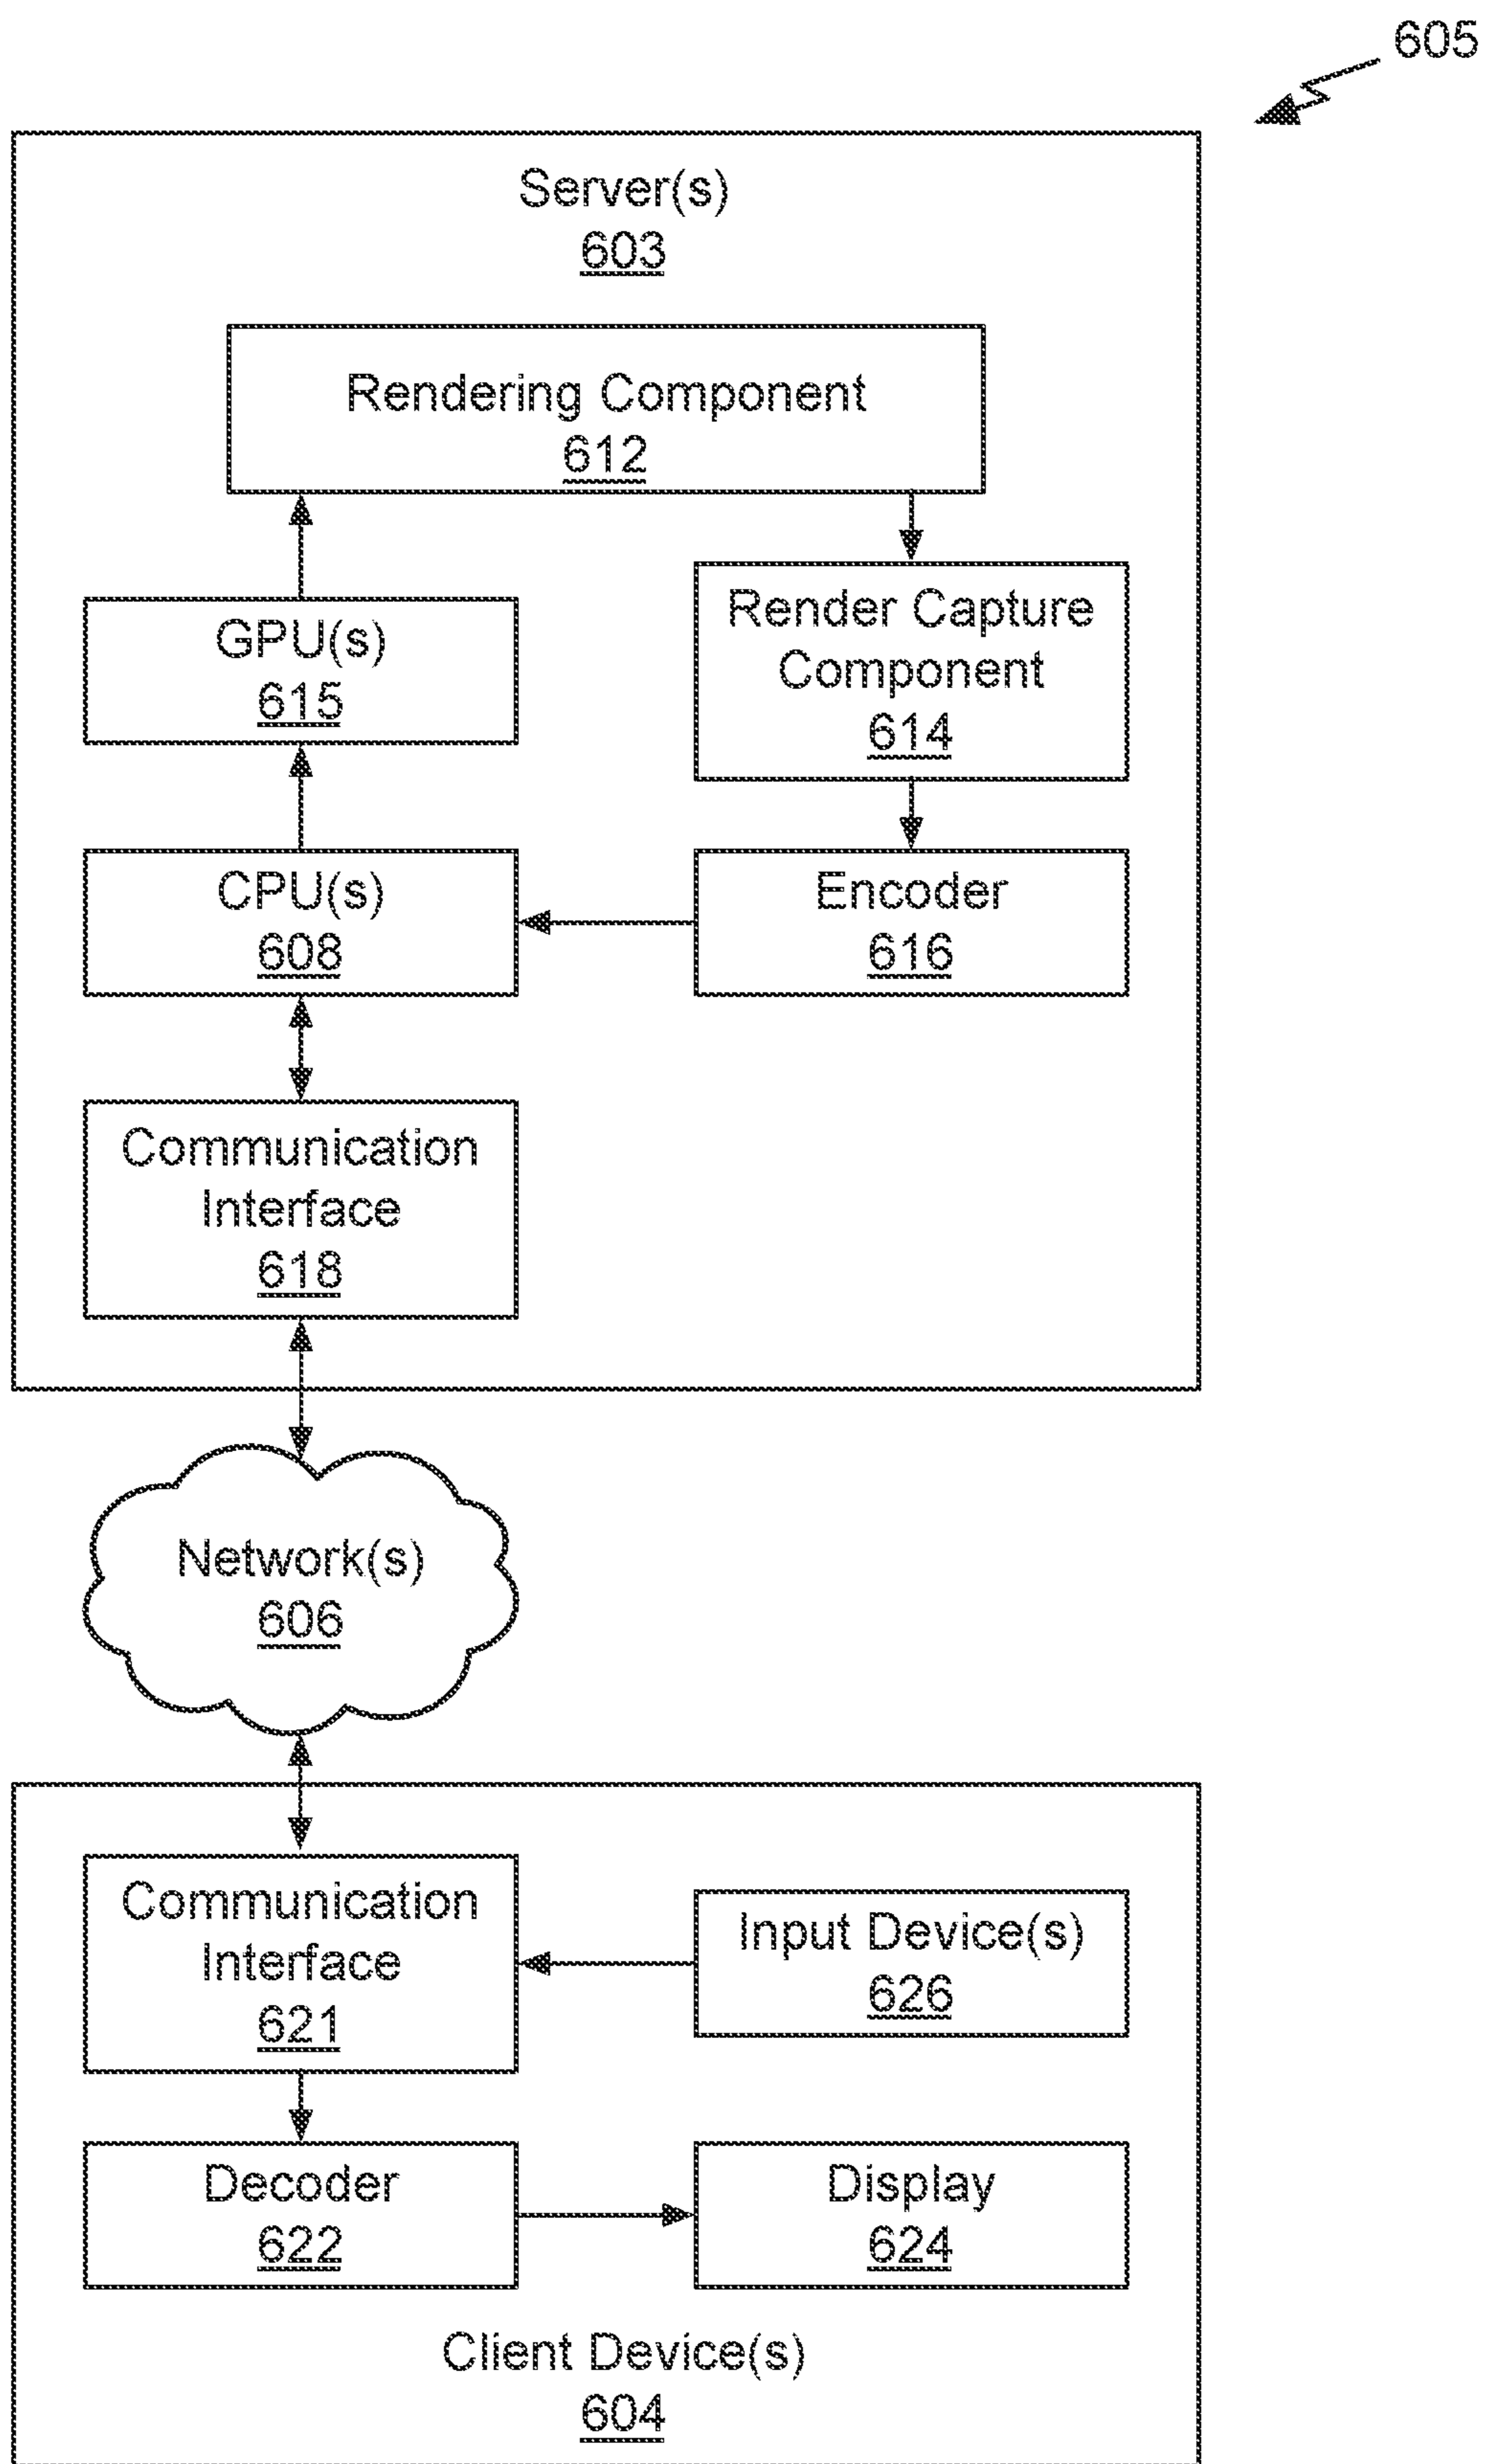 605
Server(s)
603
Rendering Component
612
GPU(s)
615
Render Capture
Component
614
CPU(s)
608
Encoder
616
Communication
Interface
618
Network(s)
606
Communication
Interface
621
Input Device(s)
626
Decoder
622
Display
624
Client Device(s)
604